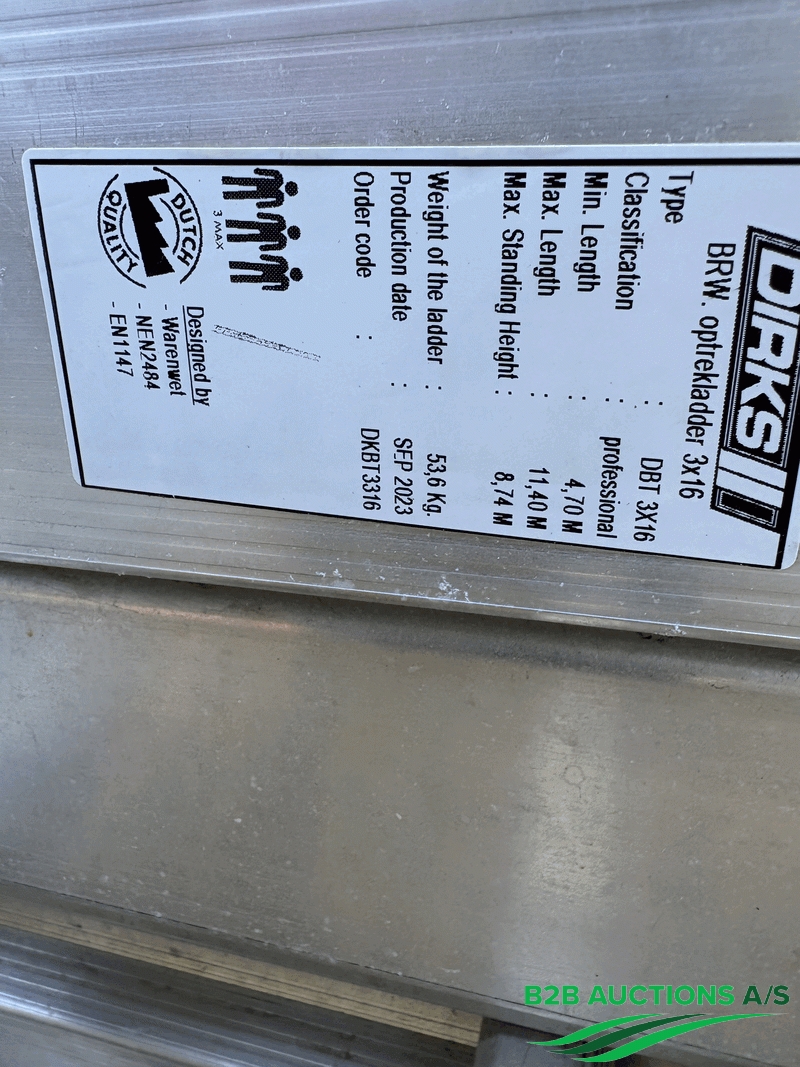 DIRKS
BRW. optrekladder 3x16
Type : DBT 3X16
Classification : professional
Min. Length : 4,70 M
Max. Length : 11,40 M
Max. Standing Height : 8,74 M
Weight of the ladder : 53,6 Kg.
Production date : SEP 2023
Order code : DKBT3316
3 MAX
DUTCH
QUALITY
Designed by
- Warenwet
- NEN2484
- EN1147
B2B AUCTIONS A/S